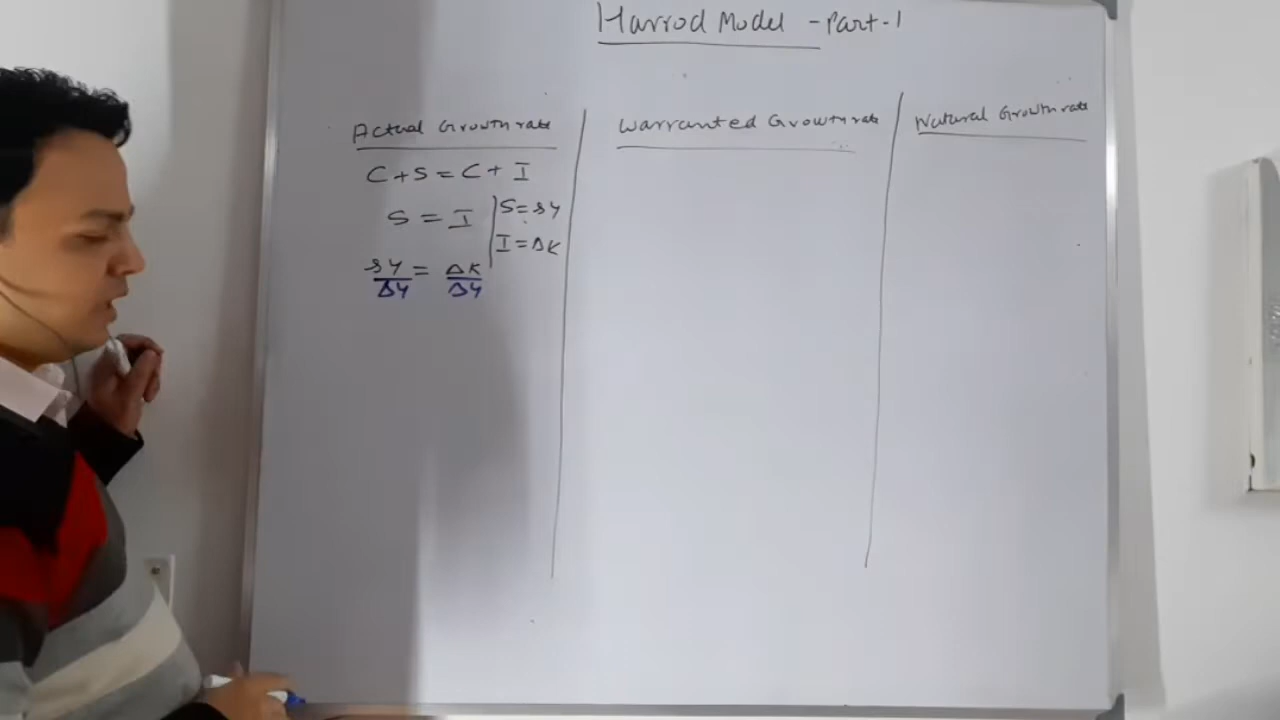 Harrod Model - Part-1
Actual Growth rate
C + S = C + I
S = I
S = sY
I = ΔK
sY/ΔY = ΔK/ΔY
Warranted Growth rate
Natural Growth rate